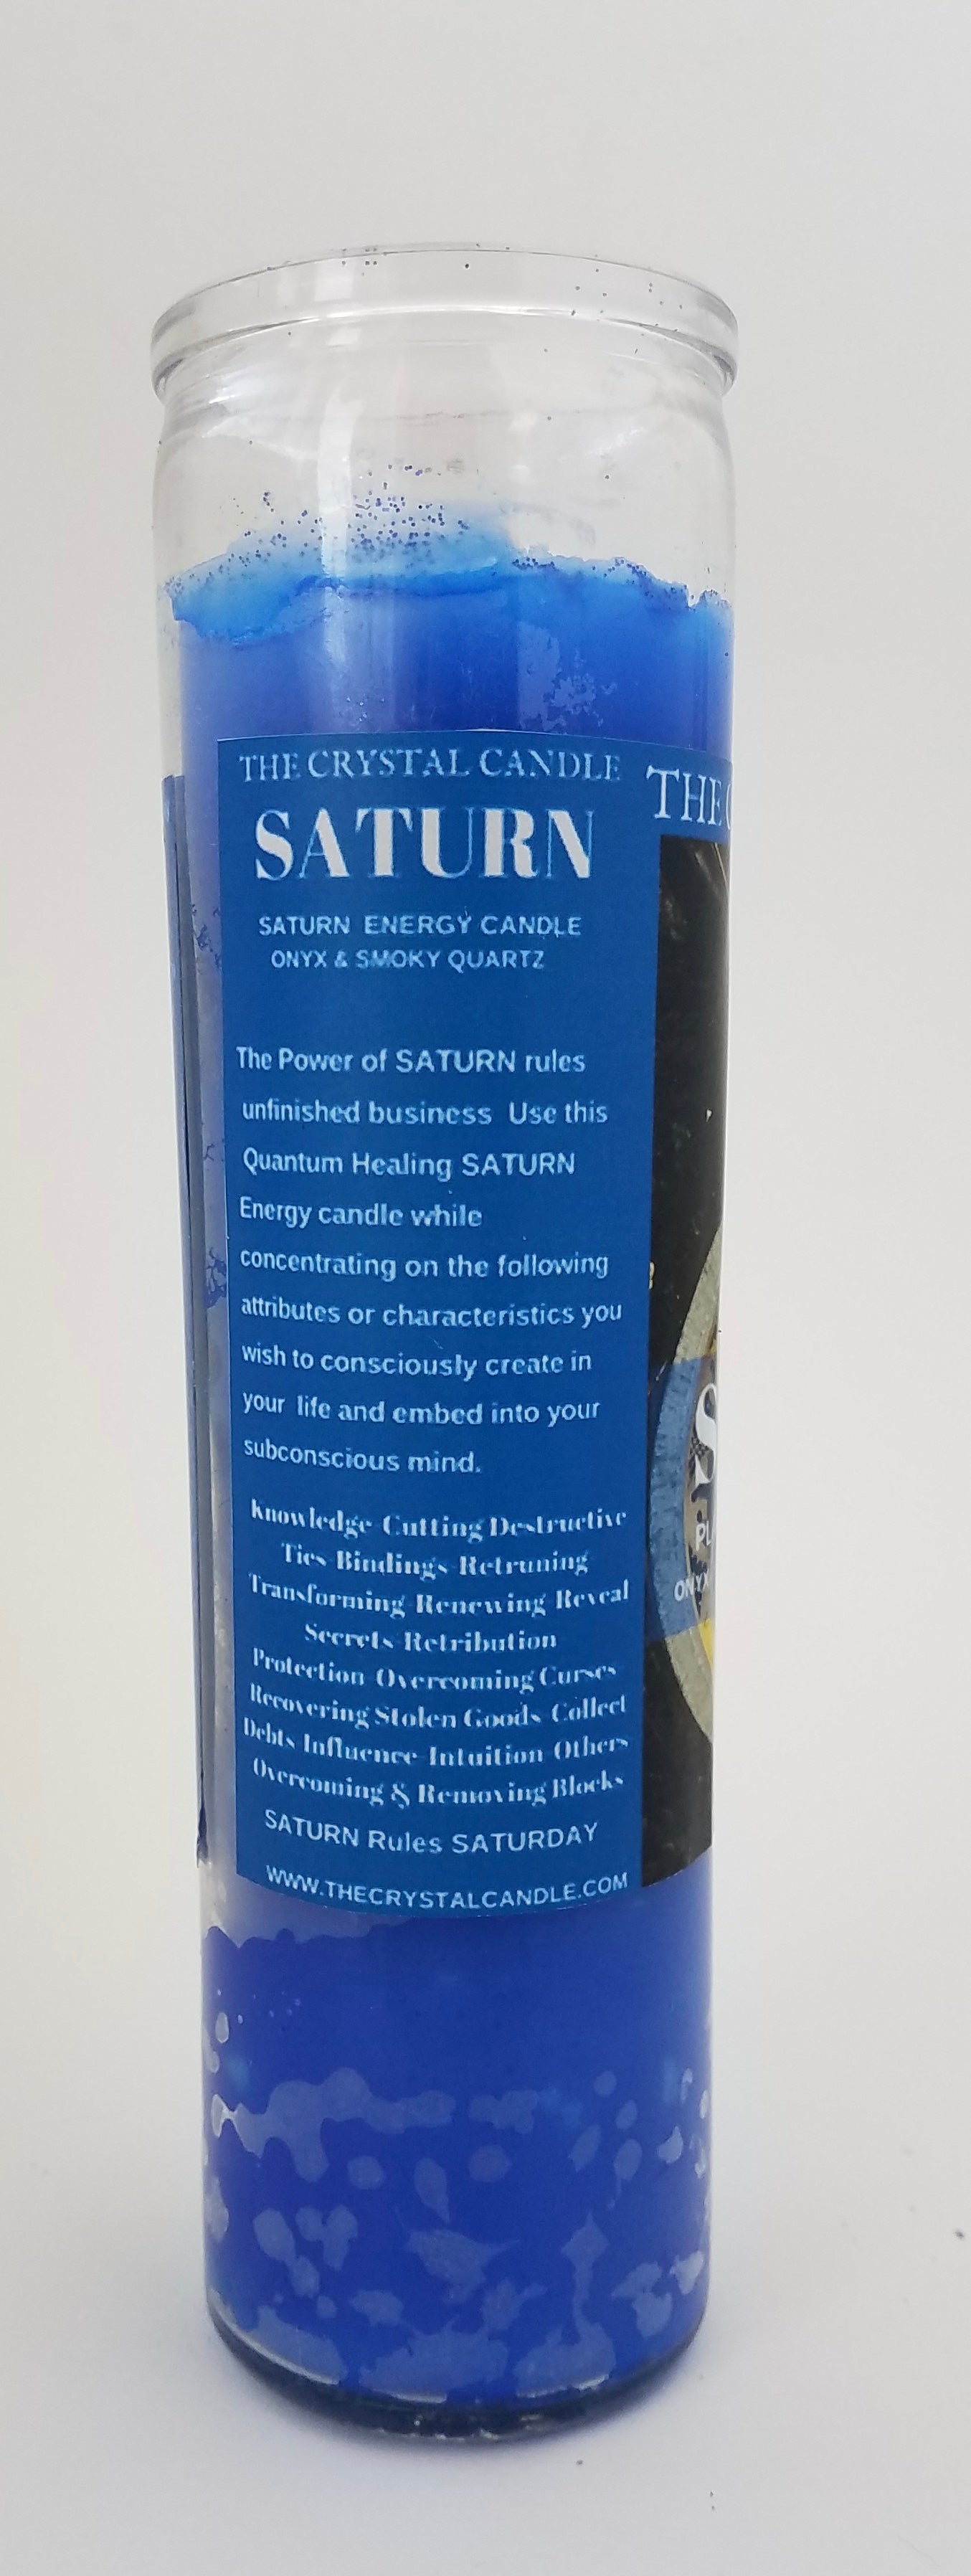 THE CRYSTAL CANDLE
SATURN
SATURN ENERGY CANDLE
ONYX & SMOKY QUARTZ
The Power of SATURN rules
unfinished business Use this
Quantum Healing SATURN
Energy candle while
concentrating on the following
attributes or characteristics you
wish to consciously create in
your life and embed into your
subconscious mind.
Knowledge Cutting Destructive
Ties Bindings Retruning
Transforming Renewing Reveal
Secrets Retribution
Protection Overcoming Curses
Recovering Stolen Goods Collect
Debts Influence Intuition Others
Overcoming & Removing Blocks
SATURN Rules SATURDAY
WWW.THECRYSTALCANDLE.COM
THE
ONYX